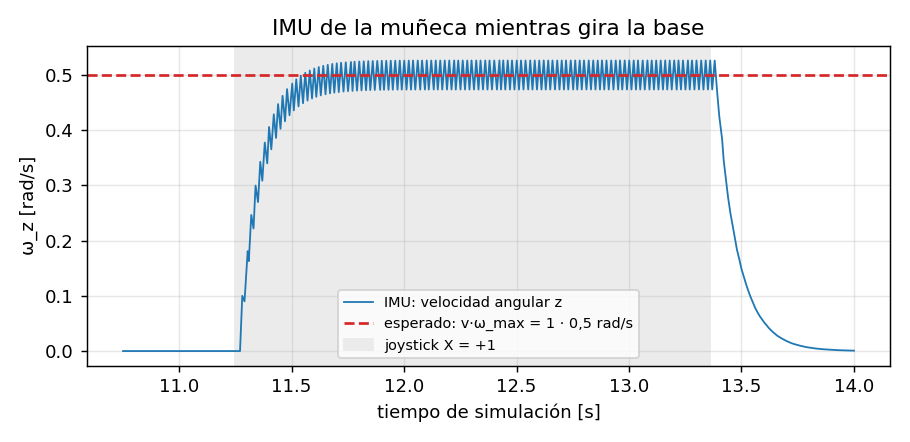 IMU de la muñeca mientras gira la base
ω_z [rad/s]
0.5
0.4
0.3
0.2
0.1
0.0
IMU: velocidad angular z
esperado: v·ω_max = 1 · 0,5 rad/s
joystick X = +1
11.0 11.5 12.0 12.5 13.0 13.5 14.0
tiempo de simulación [s]